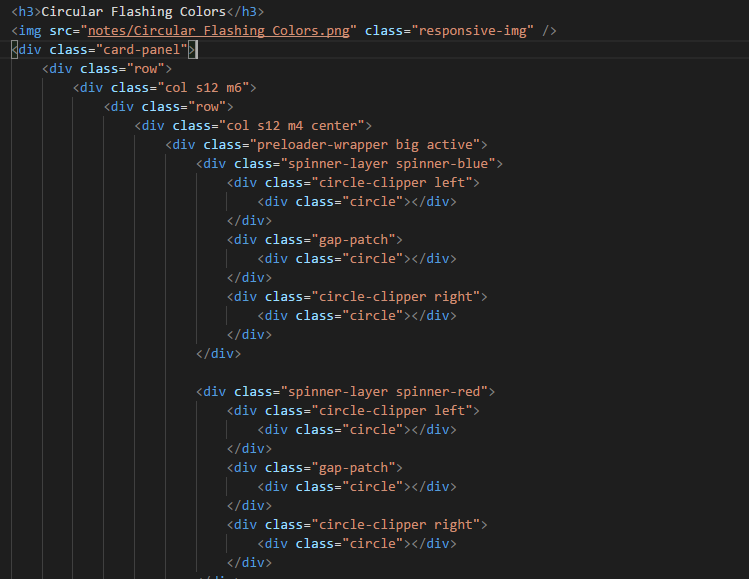 <h3>Circular Flashing Colors</h3>
<img src="notes/Circular Flashing Colors.png" class="responsive-img" />
<div class="card-panel">
<div class="row">
<div class="col s12 m6">
<div class="row">
<div class="col s12 m4 center">
<div class="preloader-wrapper big active">
<div class="spinner-layer spinner-blue">
<div class="circle-clipper left">
<div class="circle"></div>
</div>
<div class="gap-patch">
<div class="circle"></div>
</div>
<div class="circle-clipper right">
<div class="circle"></div>
</div>
</div>
<div class="spinner-layer spinner-red">
<div class="circle-clipper left">
<div class="circle"></div>
</div>
<div class="gap-patch">
<div class="circle"></div>
</div>
<div class="circle-clipper right">
<div class="circle"></div>
</div>